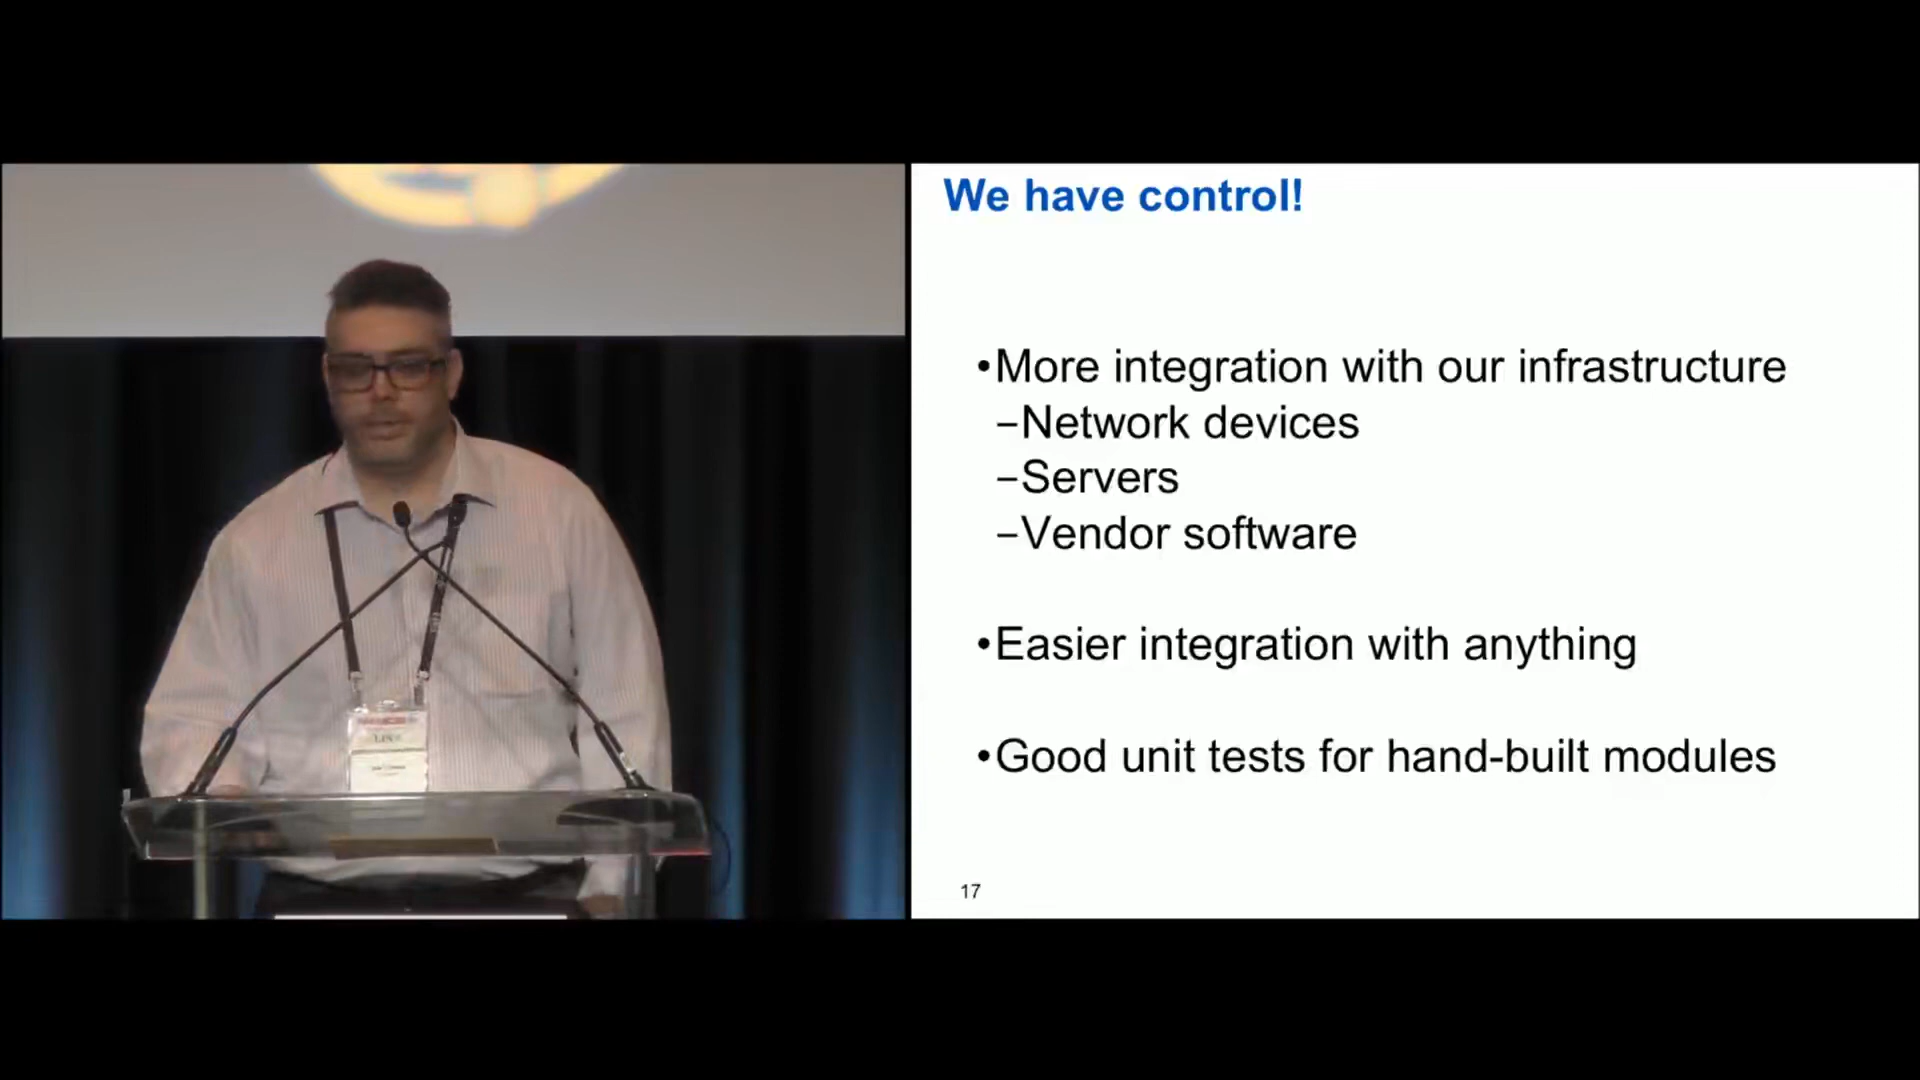 We have control!
•More integration with our infrastructure
–Network devices
–Servers
–Vendor software
•Easier integration with anything
•Good unit tests for hand-built modules
17